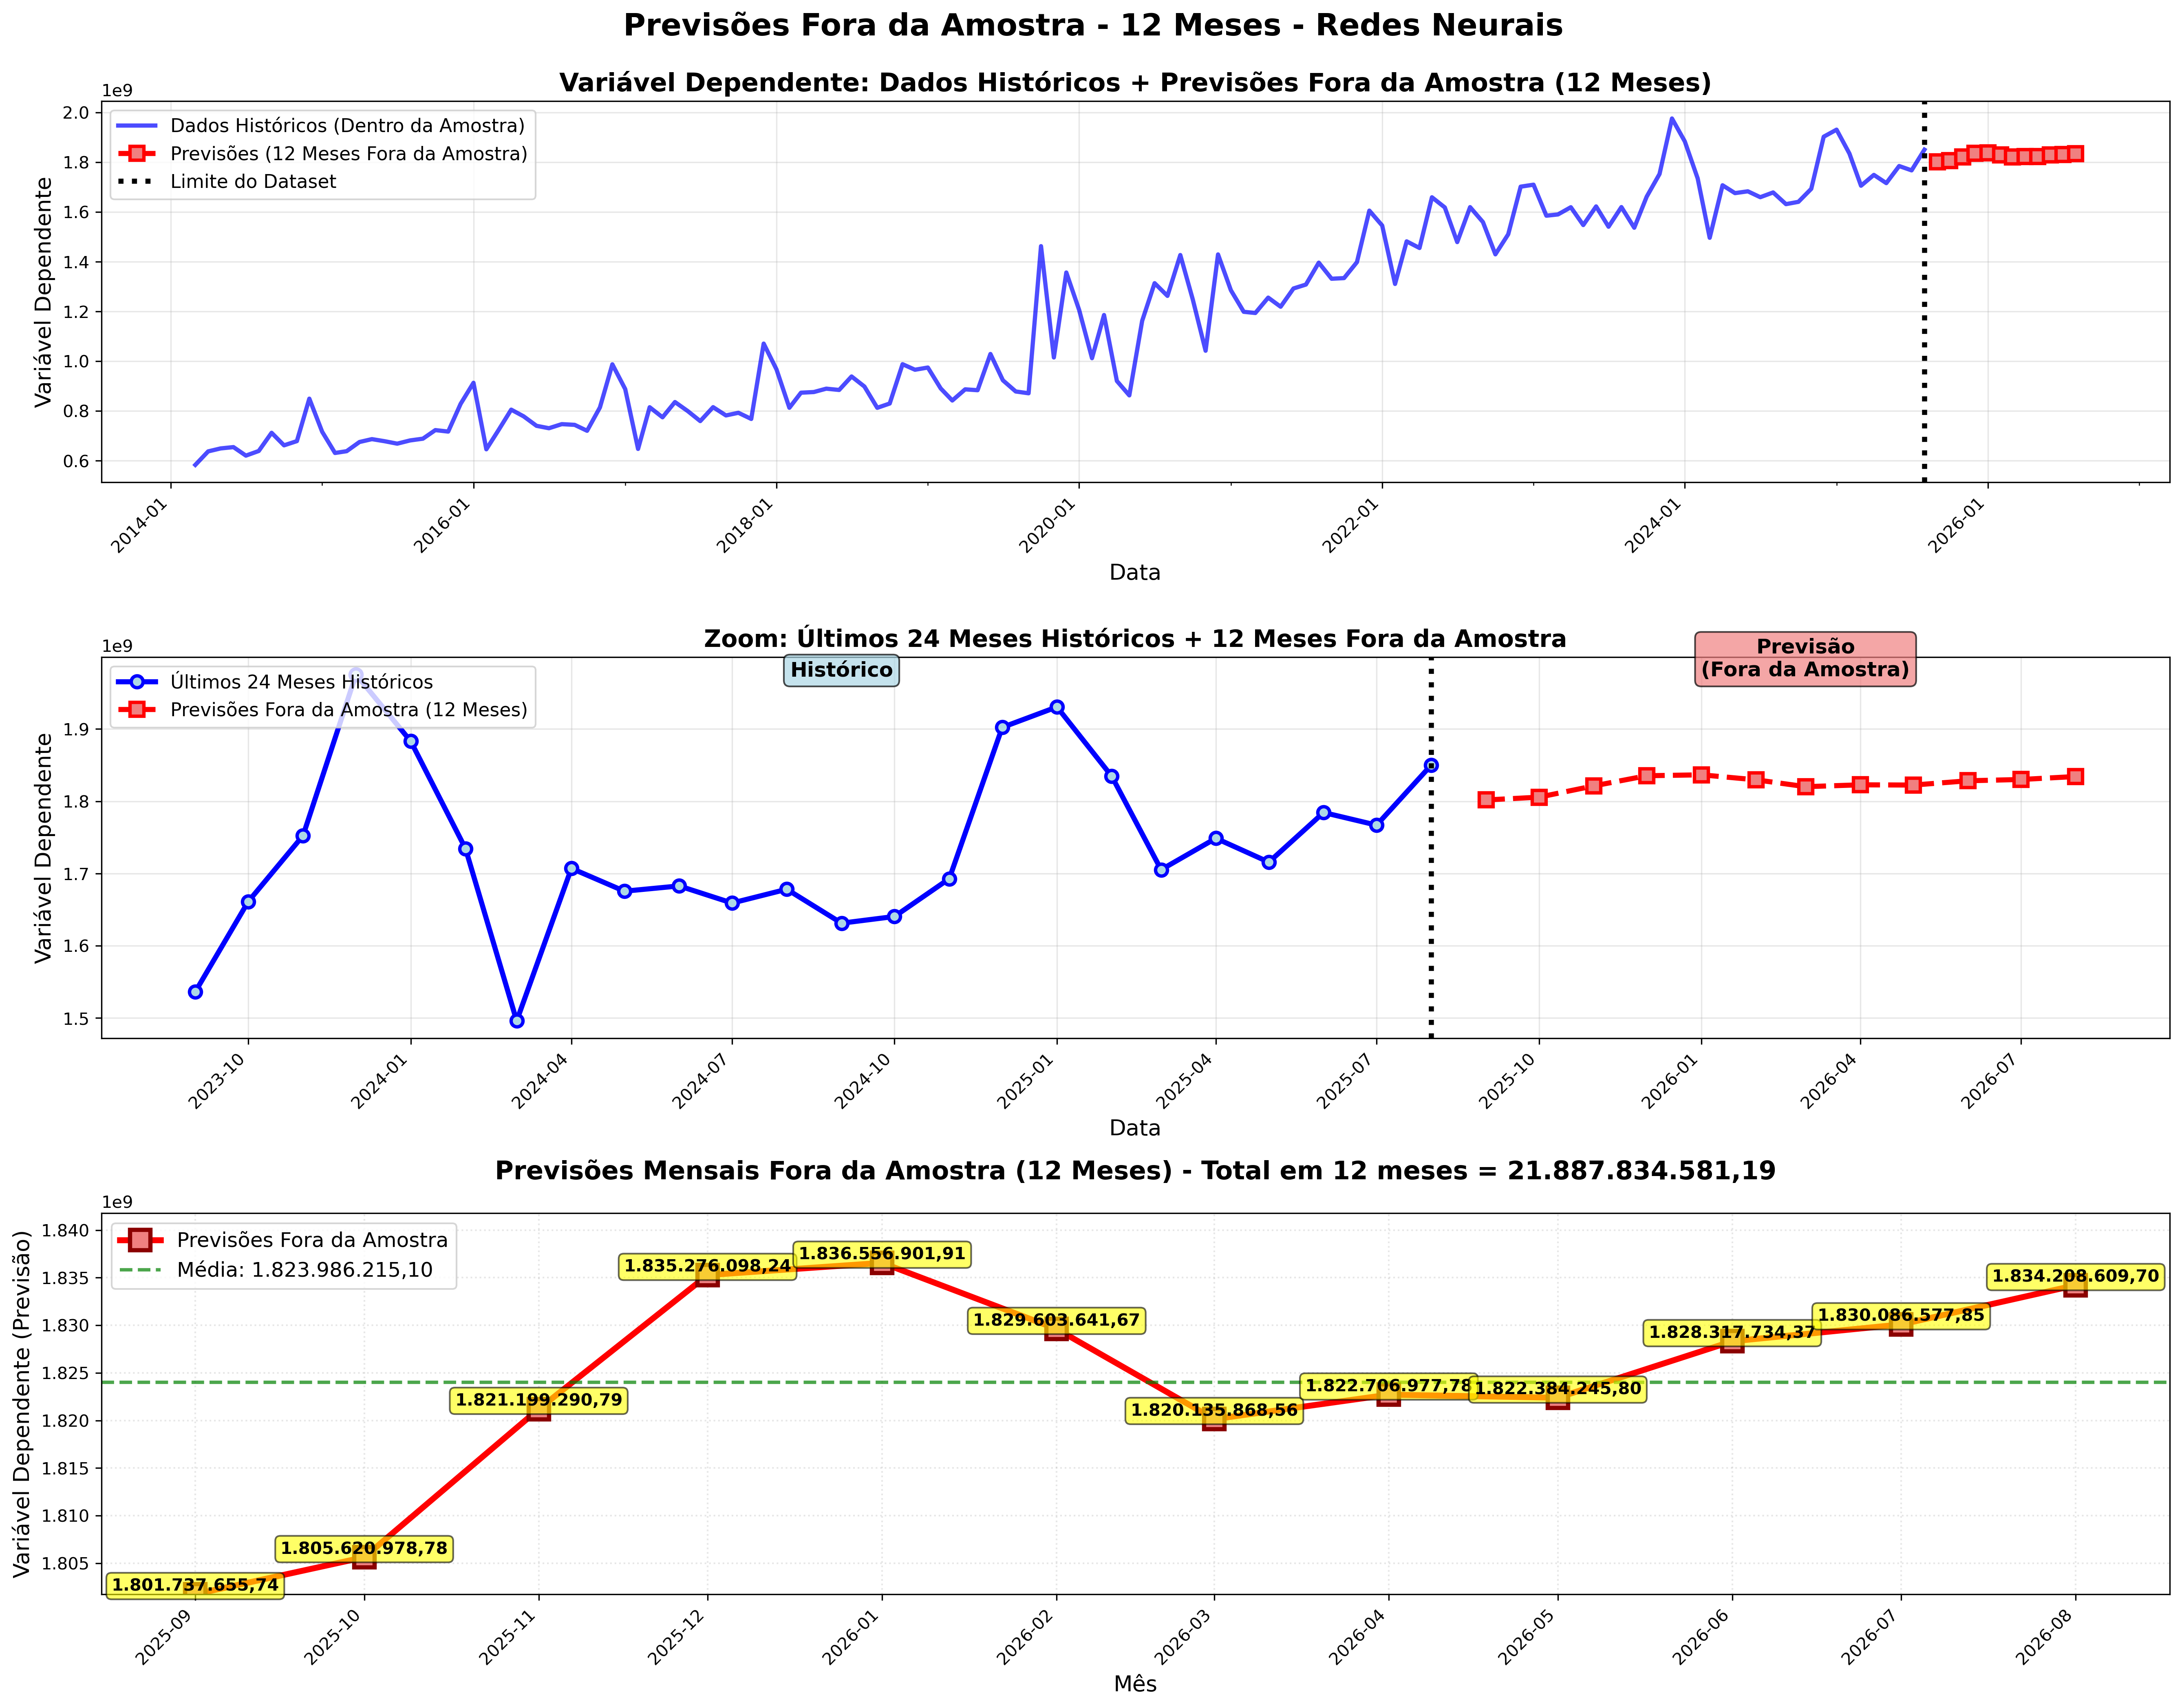 Previsões Fora da Amostra - 12 Meses - Redes Neurais
Variável Dependente: Dados Históricos + Previsões Fora da Amostra (12 Meses)
1e9
Dados Históricos (Dentro da Amostra)
Previsões (12 Meses Fora da Amostra)
Limite do Dataset
Variável Dependente
2.0
1.8
1.6
1.4
1.2
1.0
0.8
0.6
2014-01
2016-01
2018-01
2020-01
2022-01
2024-01
2026-01
Data
Zoom: Últimos 24 Meses Históricos + 12 Meses Fora da Amostra
1e9
Últimos 24 Meses Históricos
Previsões Fora da Amostra (12 Meses)
Histórico
Previsão
(Fora da Amostra)
Variável Dependente
1.9
1.8
1.7
1.6
1.5
2023-10
2024-01
2024-04
2024-07
2024-10
2025-01
2025-04
2025-07
2025-10
2026-01
2026-04
2026-07
Data
Previsões Mensais Fora da Amostra (12 Meses) - Total em 12 meses = 21.887.834.581,19
1e9
Previsões Fora da Amostra
Média: 1.823.986.215,10
Variável Dependente (Previsão)
1.840
1.835
1.830
1.825
1.820
1.815
1.810
1.805
1.801.737.655,74
1.805.620.978,78
1.821.199.290,79
1.835.276.098,24
1.836.556.901,91
1.829.603.641,67
1.820.135.868,56
1.822.706.977,78
1.822.384.245,80
1.828.317.734,37
1.830.086.577,85
1.834.208.609,70
2025-09
2025-10
2025-11
2025-12
2026-01
2026-02
2026-03
2026-04
2026-05
2026-06
2026-07
2026-08
Mês